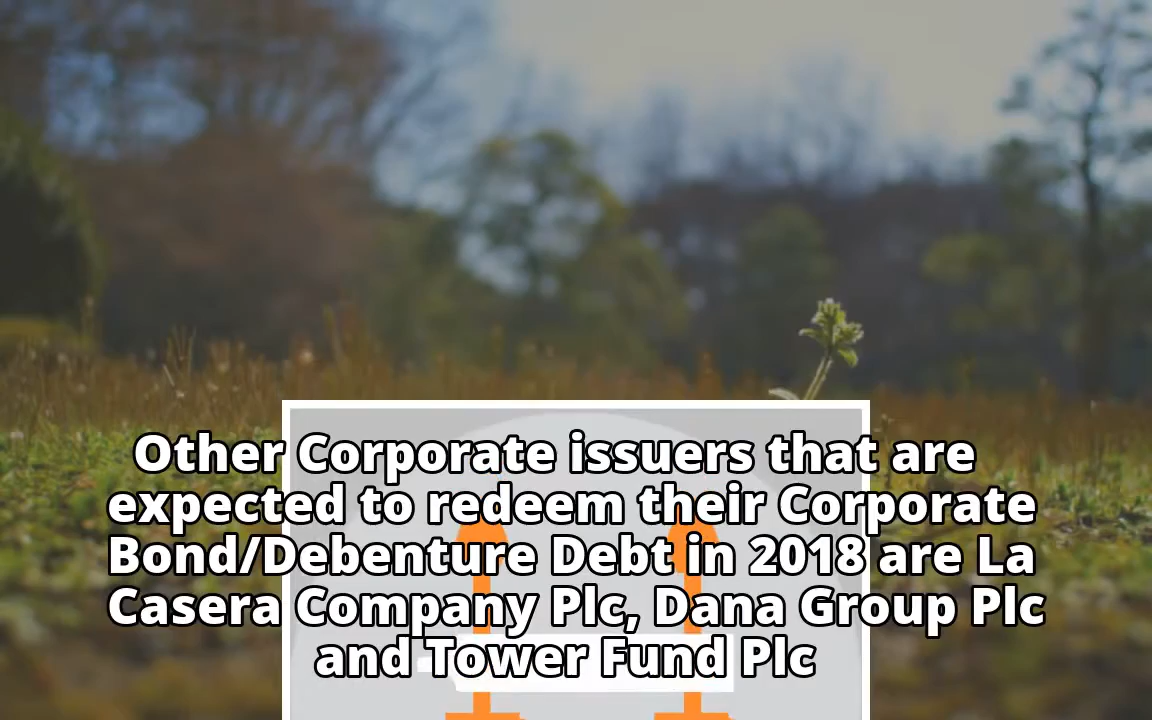 Other Corporate issuers that are
expected to redeem their Corporate
Bond/Debenture Debt in 2018 are La
Casera Company Plc, Dana Group Plc
and Tower Fund Plc